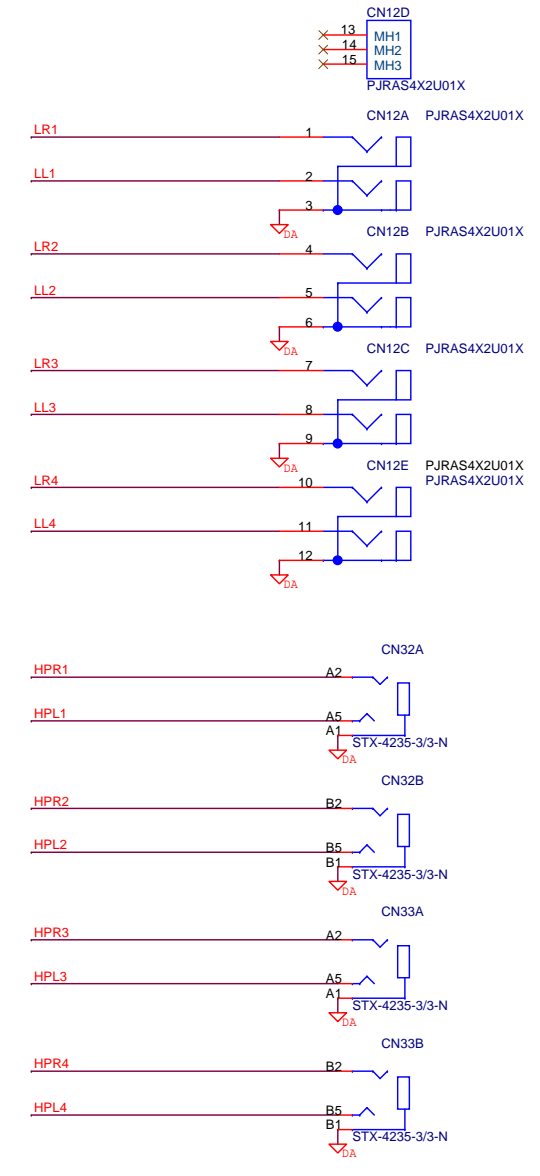 CN12D
13 MH1
14 MH2
15 MH3
PJRAS4X2U01X
CN12A PJRAS4X2U01X
LR1 1
LL1 2
3
DA
CN12B PJRAS4X2U01X
LR2 4
LL2 5
6
DA
CN12C PJRAS4X2U01X
LR3 7
LL3 8
9
DA
CN12E PJRAS4X2U01X
PJRAS4X2U01X
LR4 10
LL4 11
12
DA
CN32A
HPR1 A2
HPL1 A5
A1
STX-4235-3/3-N
DA
CN32B
HPR2 B2
HPL2 B5
B1
STX-4235-3/3-N
DA
CN33A
HPR3 A2
HPL3 A5
A1
STX-4235-3/3-N
DA
CN33B
HPR4 B2
HPL4 B5
B1
STX-4235-3/3-N
DA